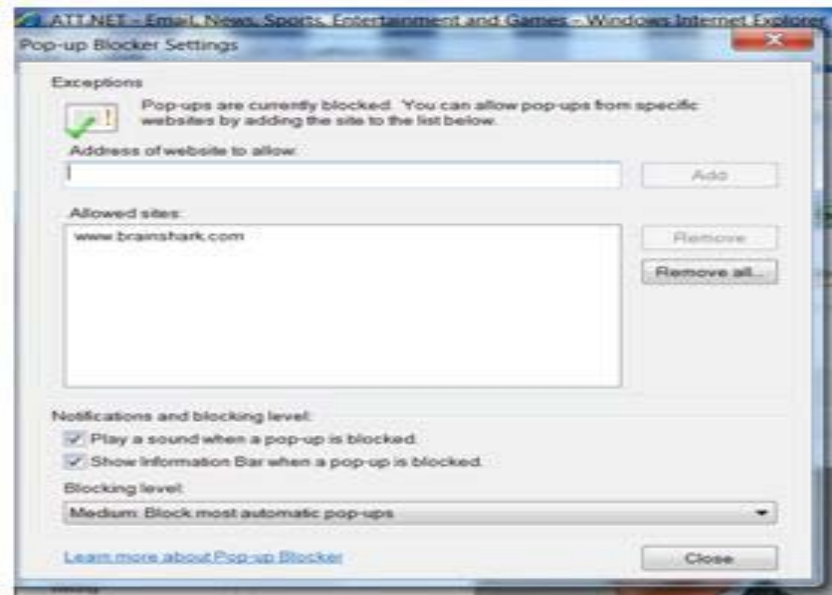 ATT.NET - Email, News, Sports, Entertainment and Games - Windows Internet Explorer
Pop-up Blocker Settings
Exceptions
Pop-ups are currently blocked. You can allow pop-ups from specific
websites by adding the site to the list below.
Address of website to allow:
Add
Allowed sites:
www.brainshark.com
Remove
Remove all...
Notifications and blocking level:
Play a sound when a pop-up is blocked.
Show Information Bar when a pop-up is blocked.
Blocking level:
Medium: Block most automatic pop-ups
Learn more about Pop-up Blocker
Close